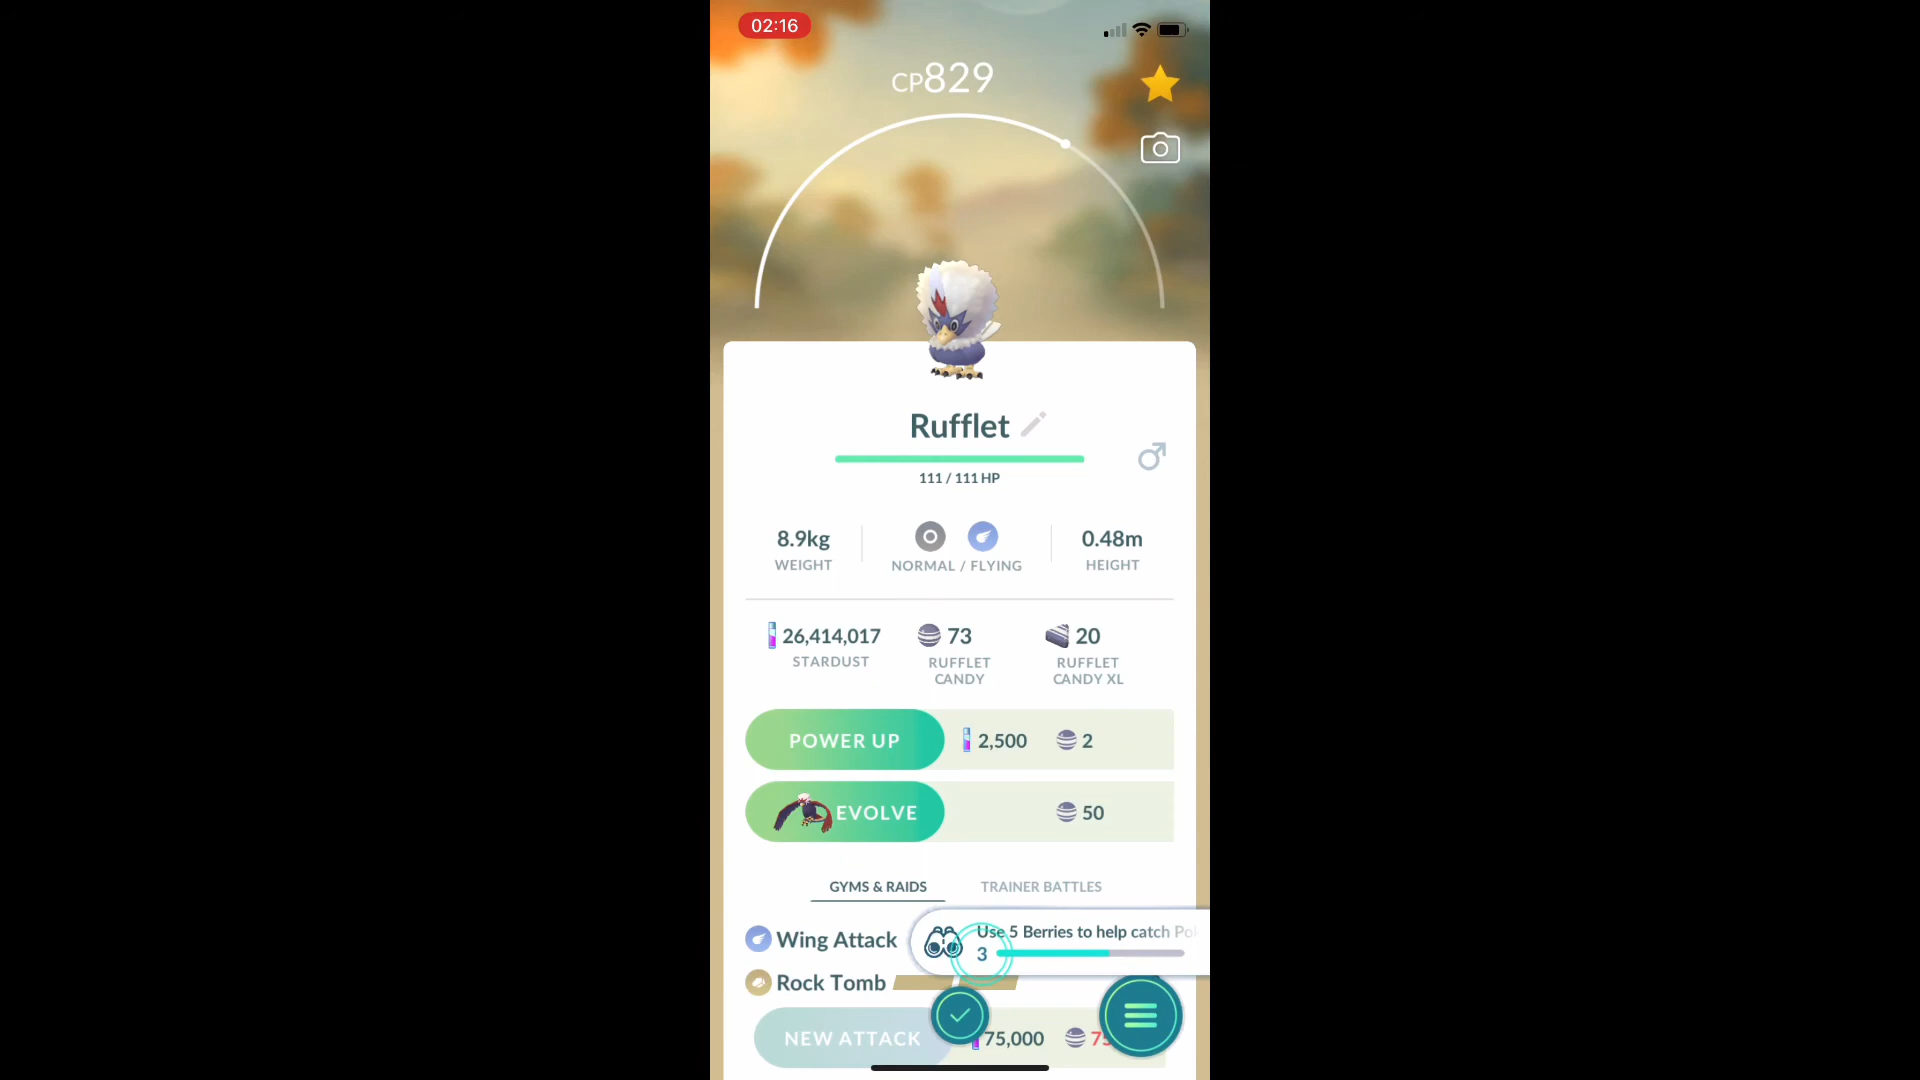 02:16
CP829
Rufflet
111 / 111 HP
8.9kg
WEIGHT
NORMAL / FLYING
0.48m
HEIGHT
26,414,017
STARDUST
73
RUFFLET
CANDY
20
RUFFLET
CANDY XL
POWER UP 2,500 2
EVOLVE 50
GYMS & RAIDS TRAINER BATTLES
Use 5 Berries to help catch
3
Wing Attack
Rock Tomb
NEW ATTACK 75,000